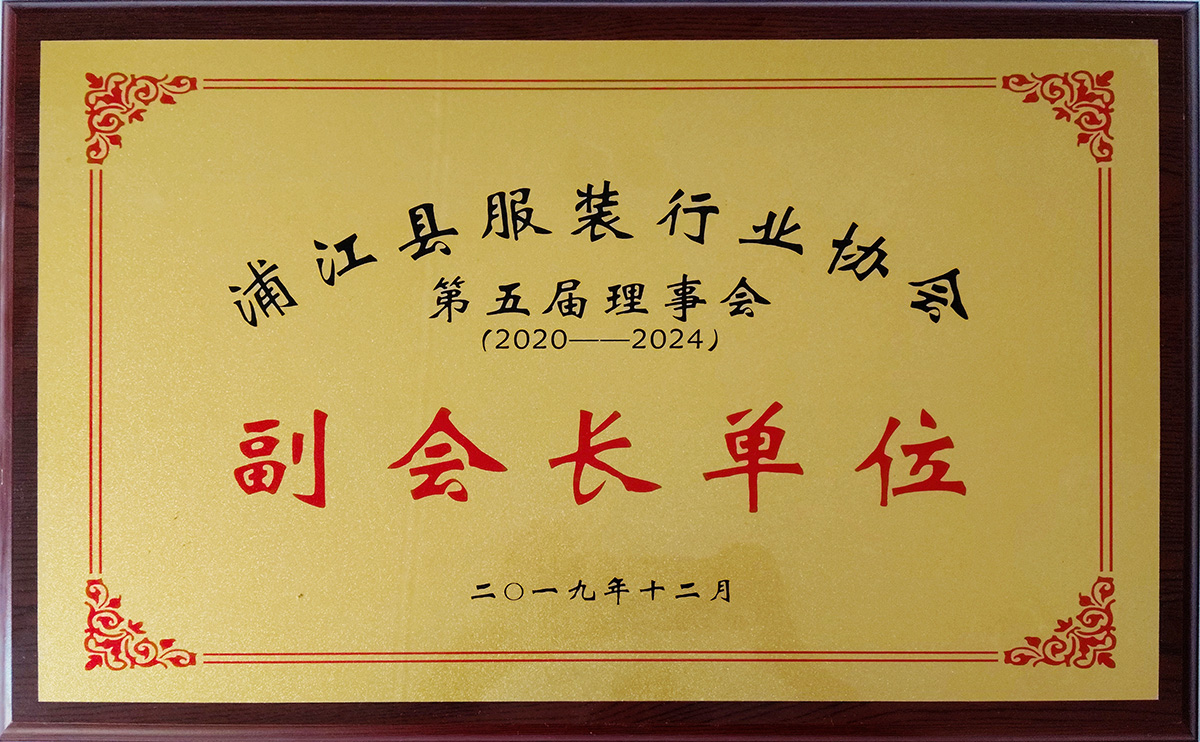 浦江县服装行业协会
第五届理事会
(2020——2024)
副会长单位
二〇一九年十二月